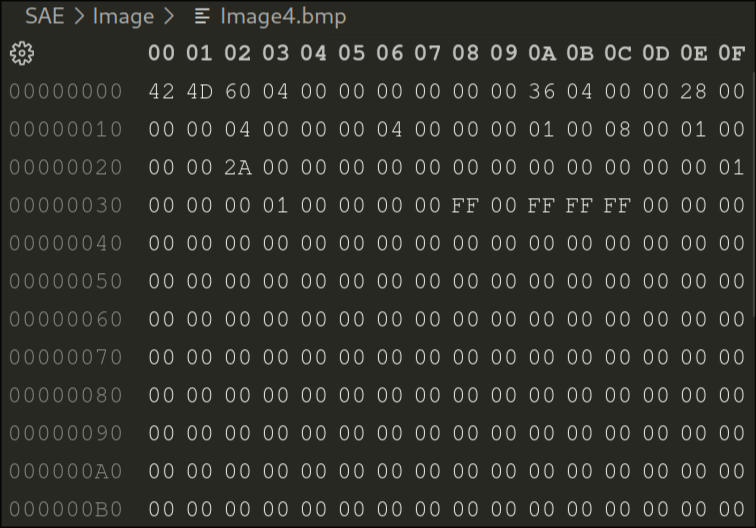 SAE > Image > Image4.bmp
00 01 02 03 04 05 06 07 08 09 0A 0B 0C 0D 0E 0F
00000000 42 4D 60 04 00 00 00 00 00 00 36 04 00 00 28 00
00000010 00 00 04 00 00 00 04 00 00 00 01 00 08 00 01 00
00000020 00 00 2A 00 00 00 00 00 00 00 00 00 00 00 00 01
00000030 00 00 00 01 00 00 00 00 FF 00 FF FF FF 00 00 00
00000040 00 00 00 00 00 00 00 00 00 00 00 00 00 00 00 00
00000050 00 00 00 00 00 00 00 00 00 00 00 00 00 00 00 00
00000060 00 00 00 00 00 00 00 00 00 00 00 00 00 00 00 00
00000070 00 00 00 00 00 00 00 00 00 00 00 00 00 00 00 00
00000080 00 00 00 00 00 00 00 00 00 00 00 00 00 00 00 00
00000090 00 00 00 00 00 00 00 00 00 00 00 00 00 00 00 00
000000A0 00 00 00 00 00 00 00 00 00 00 00 00 00 00 00 00
000000B0 00 00 00 00 00 00 00 00 00 00 00 00 00 00 00 00